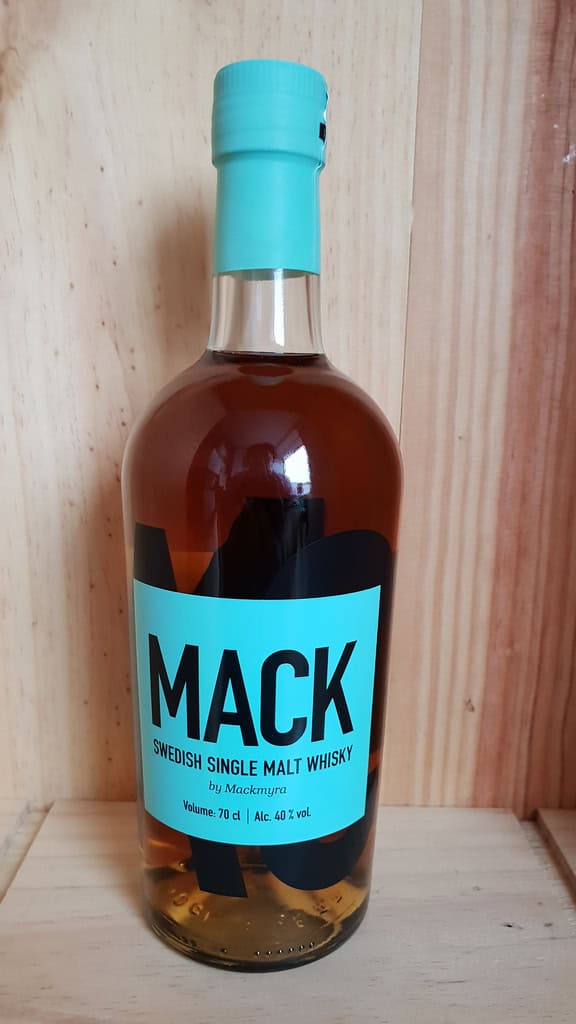 MACK
SWEDISH SINGLE MALT WHISKY
by Mackmyra
Volume: 70 cl | Alc. 40 % vol.